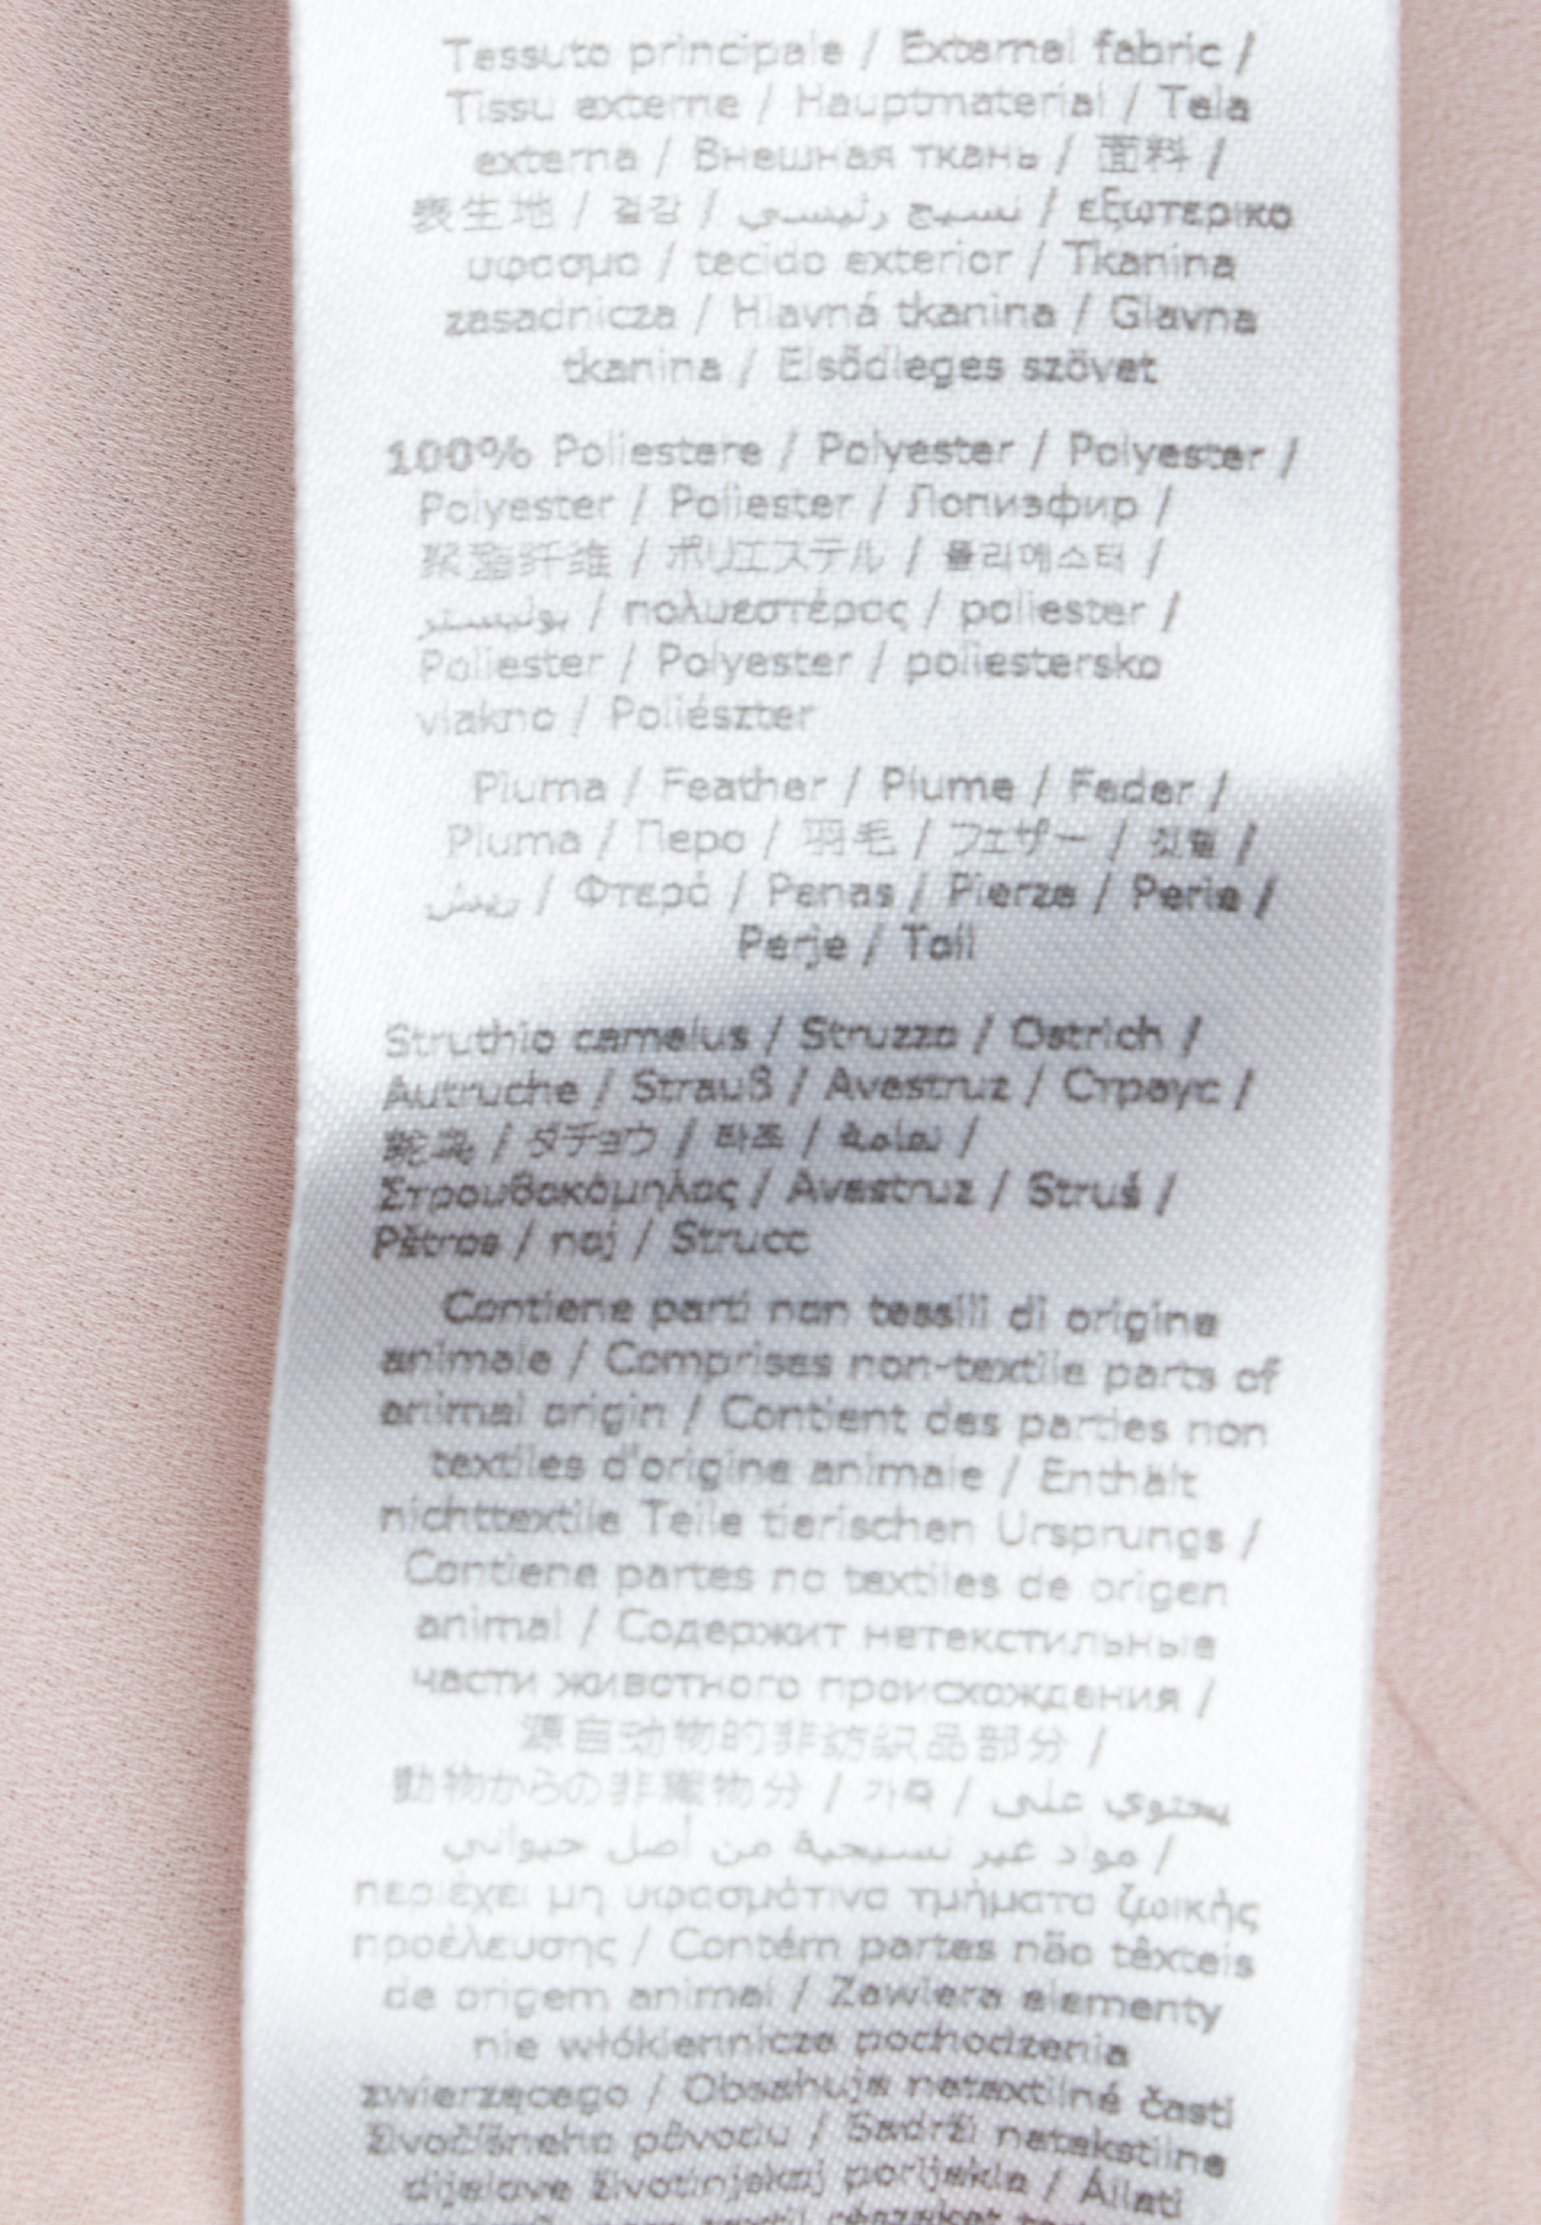 Tessuto principale / External fabric /
Tissu externe / Hauptmaterial / Tela
externa / Внешная ткань / 面料 /
表生地 / 겉감 / نسيج رئيسي / εξωτερικο
υφασμα / tecido exterior / Tkanina
zasadnicza / Hlavná tkanina / Glavna
tkanina / Elsődleges szövet
100% Poliestere / Polyester / Polyester /
Polyester / Poliester / Полиэфир /
聚酯纤维 / ポリエステル / 폴리에스터 /
بوليستر / πολυεστέρας / poliester /
Poliester / Polyester / poliestersko
vlakno / Poliészter
Piuma / Feather / Plume / Feder /
Pluma / Перо / 羽毛 / フェザー / 깃털 /
ريش / Φτερό / Penas / Pierze / Perie /
Perje / Toll
Struthio camelus / Struzzo / Ostrich /
Autruche / Strauß / Avestruz / Страус /
鸵鸟 / ダチョウ / 타조 / نعامة /
Στρουθοκάμηλος / Avestruz / Struś /
Pštros / noj / Strucc
Contiene parti non tessili di origine
animale / Comprises non-textile parts of
animal origin / Contient des parties non
textiles d'origine animale / Enthält
nichttextile Teile tierischen Ursprungs /
Contiene partes no textiles de origen
animal / Содержит нетекстильные
части животного происхождения /
源自动物的非纺织品部分 /
動物からの非織物分 / 가죽 / يحتوي على
مواد غير نسيجية من أصل حيواني /
περιέχει μη υφασμάτινα τμήματα ζωικής
προέλευσης / Contém partes não têxteis
de origem animal / Zawiera elementy
nie włókiennicze pochodzenia
zwierzęcego / Obsahuje netextilné časti
živočíšneho pôvodu / Sadrži netekstilne
dijelove životinjskoj porijekla / Állati